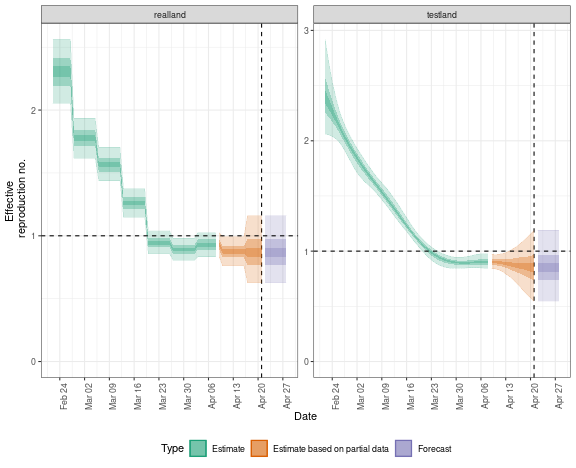 realland
testland
Effective
reproduction no.
2
1
0
3
2
1
0
Feb 24
Mar 02
Mar 09
Mar 16
Mar 23
Mar 30
Apr 06
Apr 13
Apr 20
Apr 27
Feb 24
Mar 02
Mar 09
Mar 16
Mar 23
Mar 30
Apr 06
Apr 13
Apr 20
Apr 27
Date
Type Estimate Estimate based on partial data Forecast